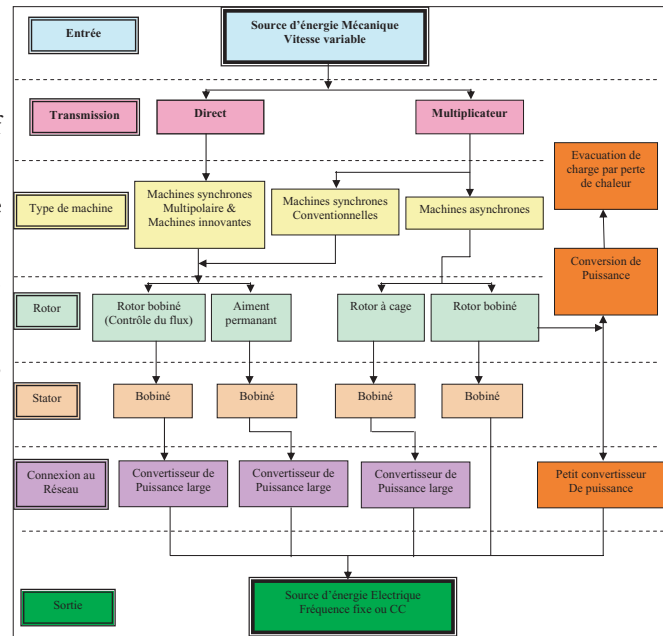 Entrée
Source d'énergie Mécanique
Vitesse variable
Transmission
Direct
Multiplicateur
Evacuation de
charge par perte
de chaleur
Type de machine
Machines synchrones
Multipolaire &
Machines innovantes
Machines synchrones
Conventionnelles
Machines asynchrones
Conversion de
Puissance
Rotor
Rotor bobiné
(Contrôle du flux)
Aiment
permanant
Rotor à cage
Rotor bobiné
Stator
Bobiné
Bobiné
Bobiné
Bobiné
Connexion au
Réseau
Convertisseur de
Puissance large
Convertisseur de
Puissance large
Convertisseur de
Puissance large
Petit convertisseur
De puissance
Sortie
Source d'énergie Electrique
Fréquence fixe ou CC